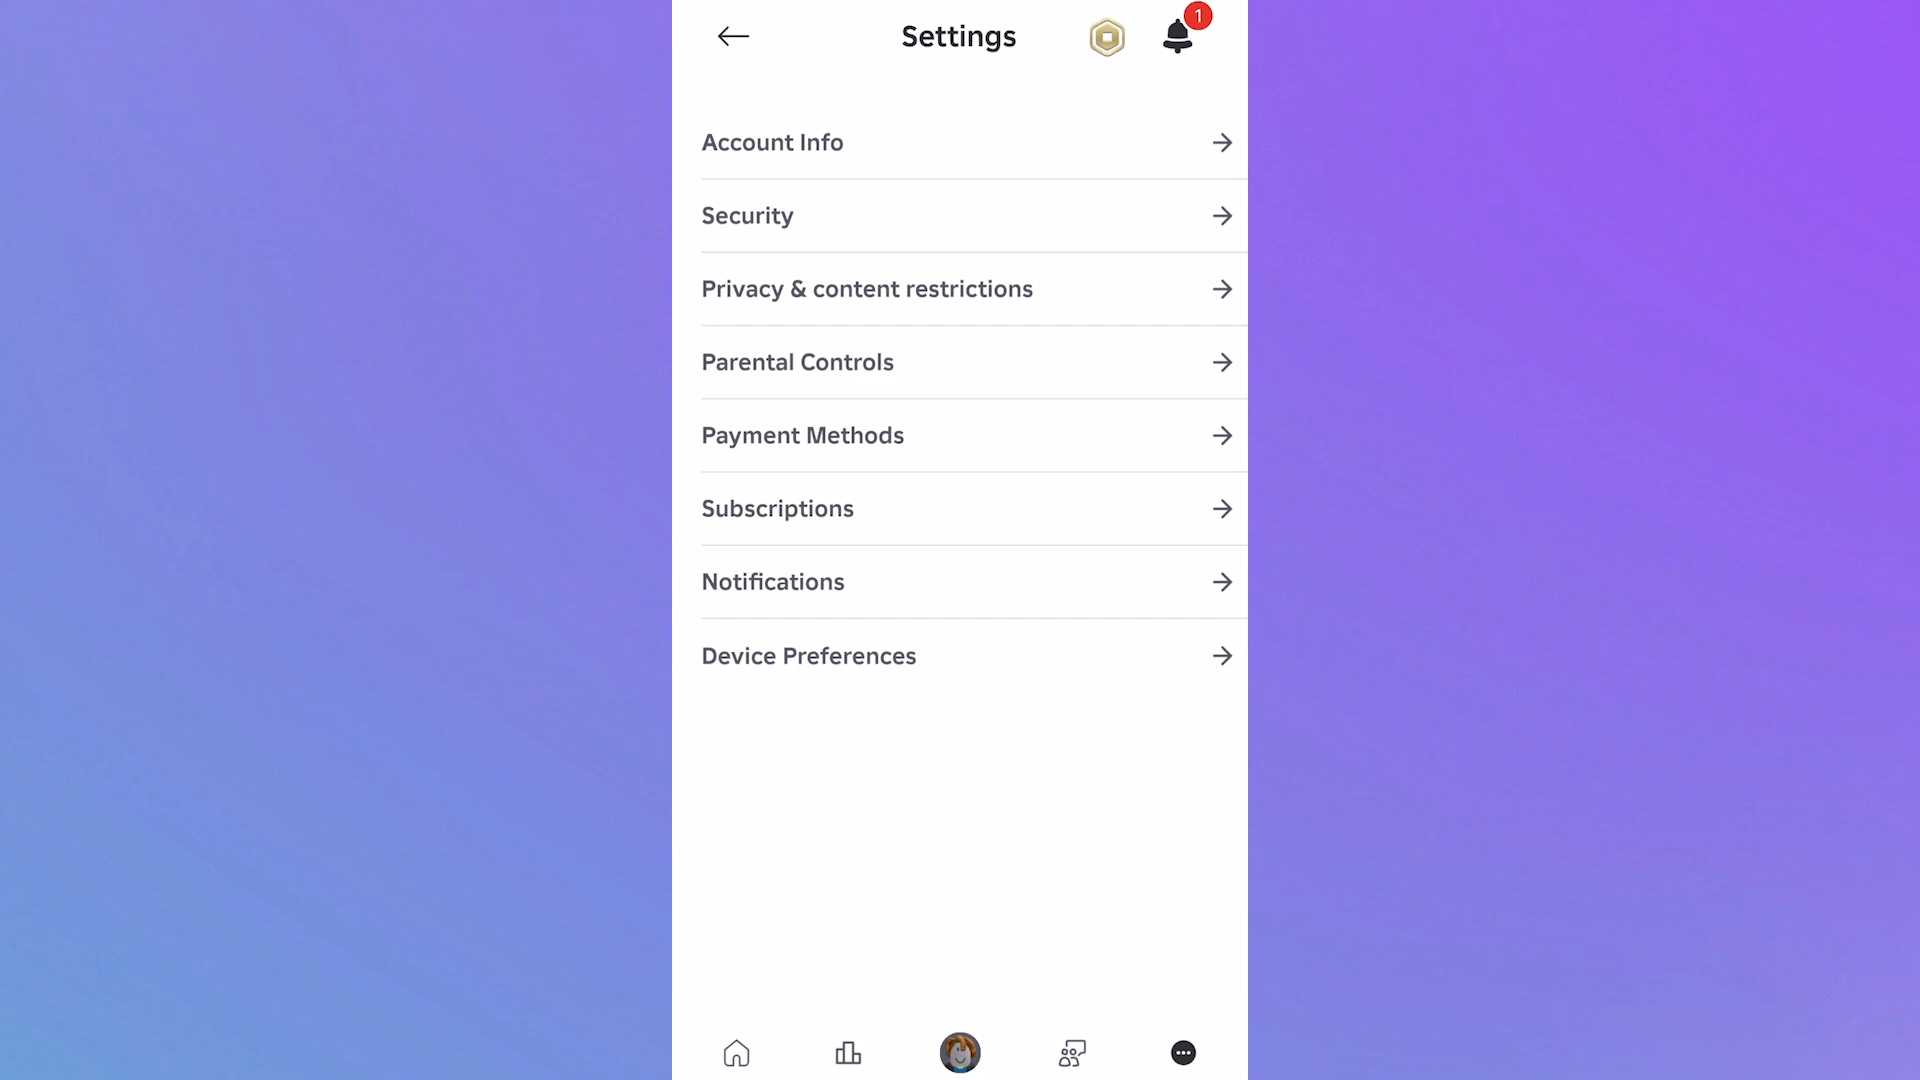 Settings
1
Account Info
Security
Privacy & content restrictions
Parental Controls
Payment Methods
Subscriptions
Notifications
Device Preferences